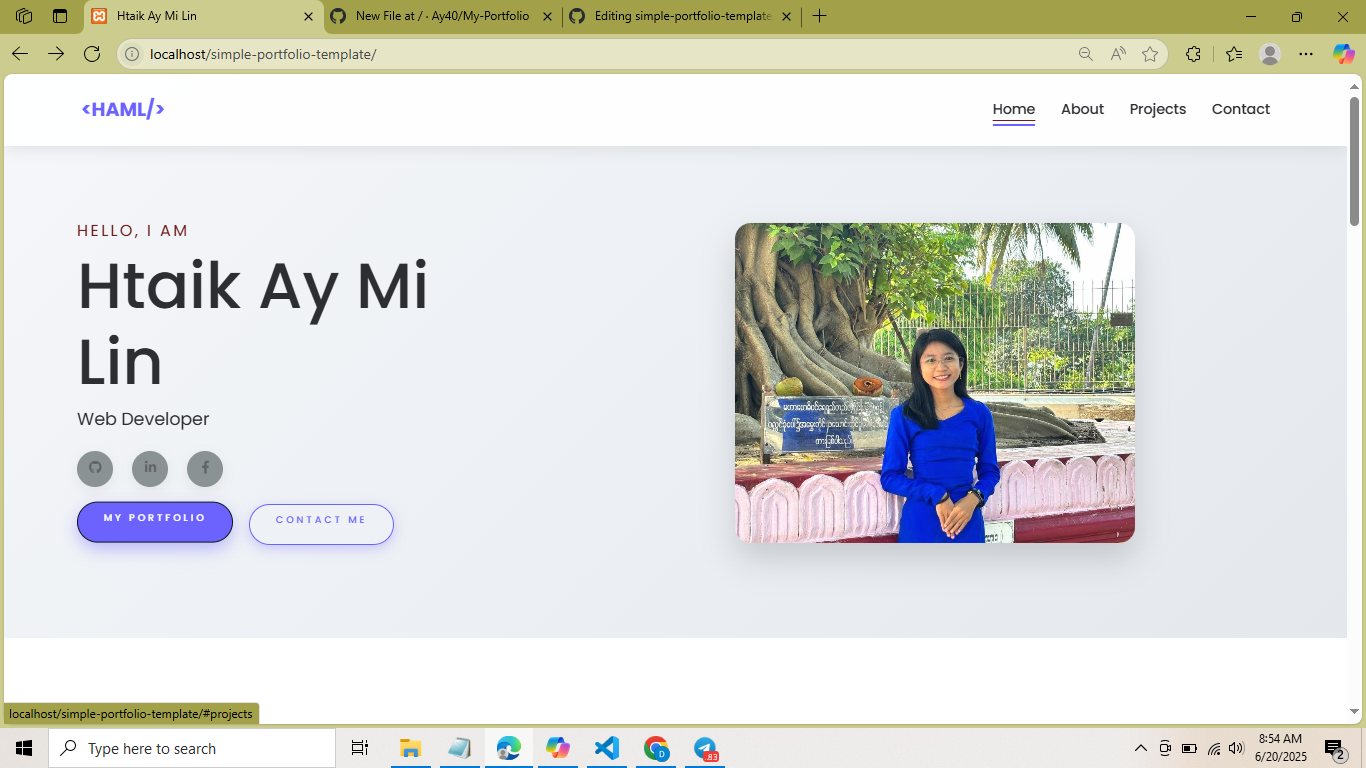 Htaik Ay Mi Lin
New File at / · Ay40/My-Portfolio
Editing simple-portfolio-template
localhost/simple-portfolio-template/
<HAML/>
Home
About
Projects
Contact
HELLO, I AM
Htaik Ay Mi
Lin
Web Developer
MY PORTFOLIO
CONTACT ME
localhost/simple-portfolio-template/#projects
Type here to search
D
.83
8:54 AM
6/20/2025
2